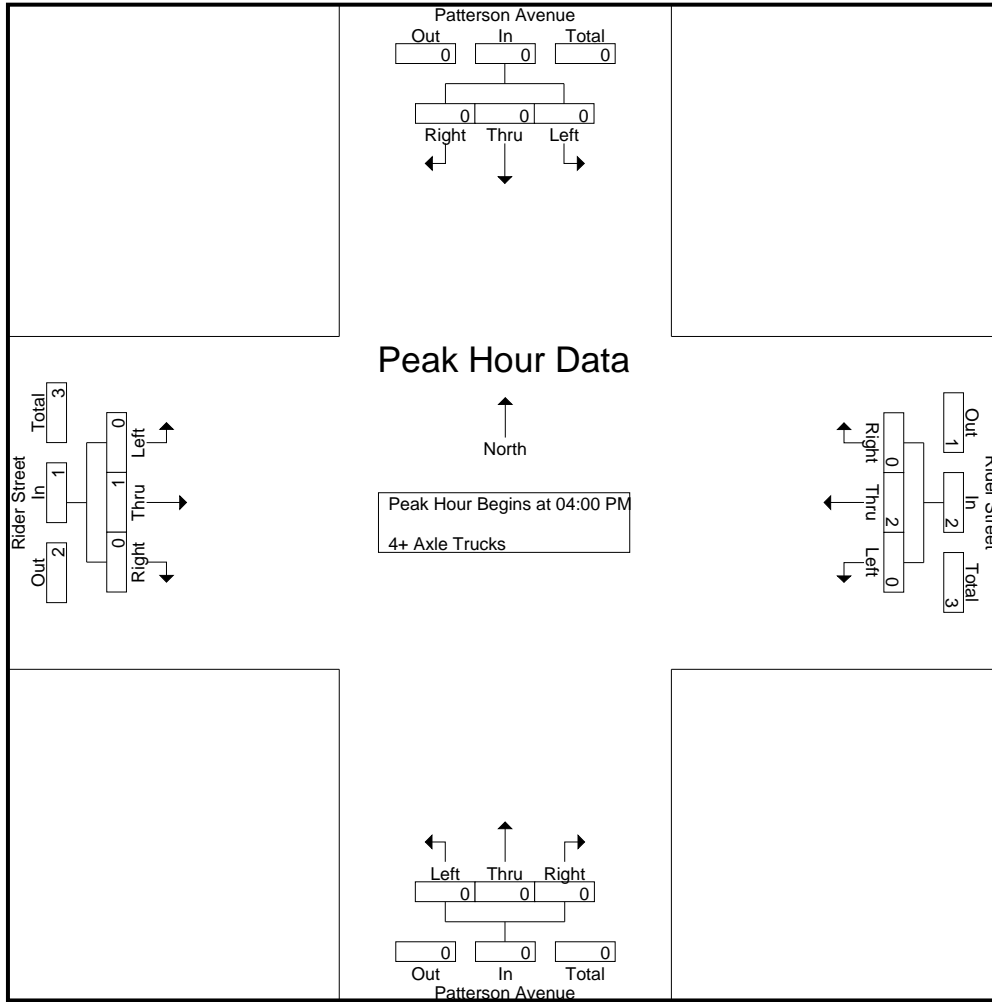 Patterson Avenue
Out In Total
0 0 0
0 0 0
Right Thru Left
Peak Hour Data
North
Peak Hour Begins at 04:00 PM
4+ Axle Trucks
Rider Street
Out In Total
2 1 3
Right Thru Left
0 1 0
Rider Street
Out In Total
1 2 3
Right Thru Left
0 2 0
Left Thru Right
0 0 0
0 0 0
Out In Total
Patterson Avenue